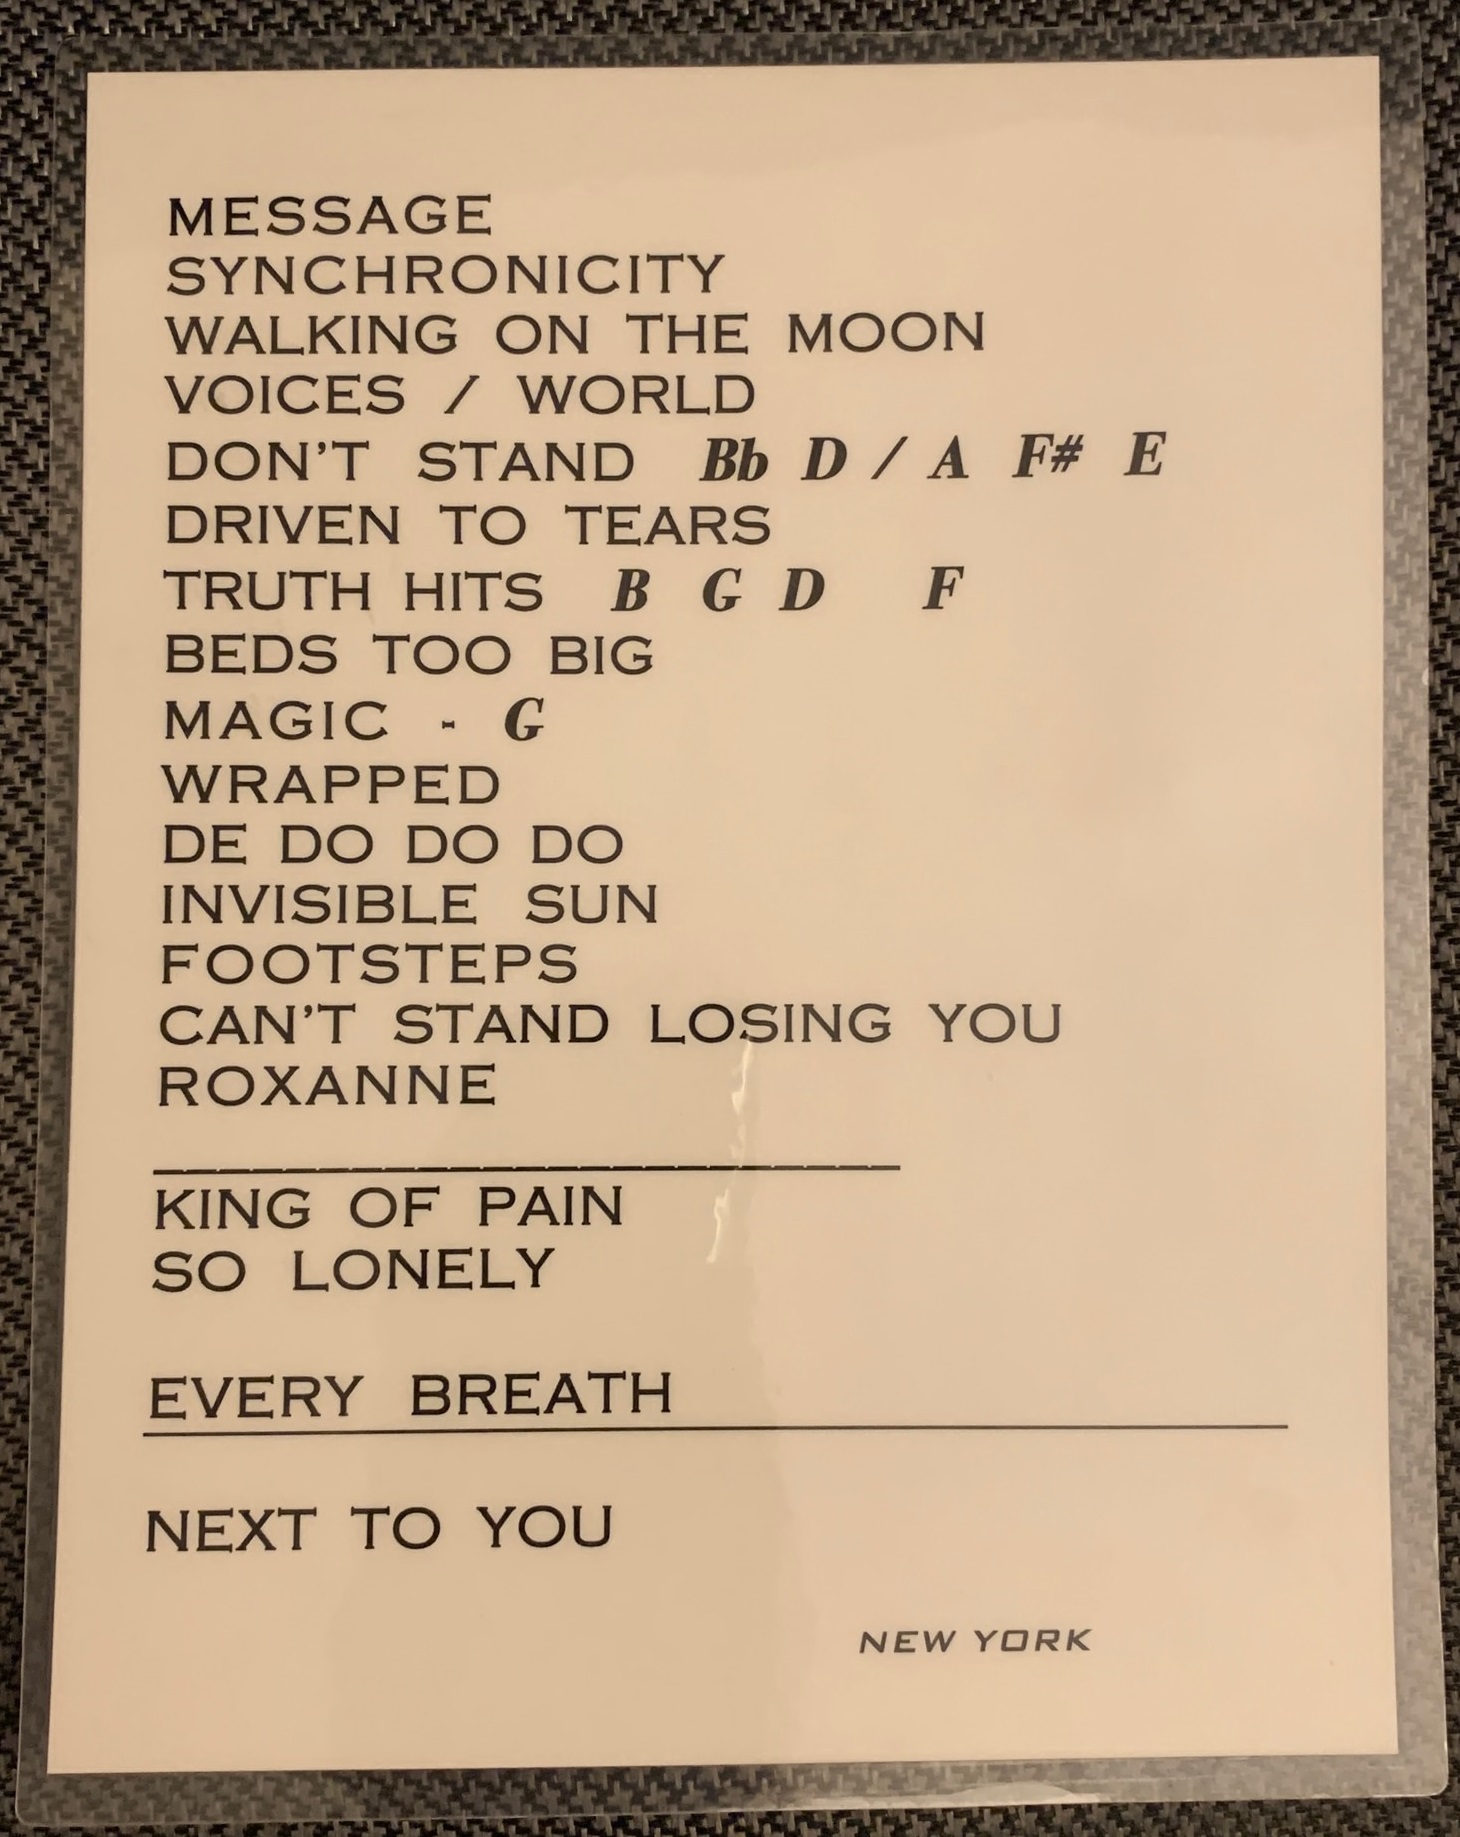 MESSAGE
SYNCHRONICITY
WALKING ON THE MOON
VOICES / WORLD
DON'T STAND Bb D / A F# E
DRIVEN TO TEARS
TRUTH HITS B G D F
BEDS TOO BIG
MAGIC - G
WRAPPED
DE DO DO DO
INVISIBLE SUN
FOOTSTEPS
CAN'T STAND LOSING YOU
ROXANNE
KING OF PAIN
SO LONELY
EVERY BREATH
NEXT TO YOU
NEW YORK